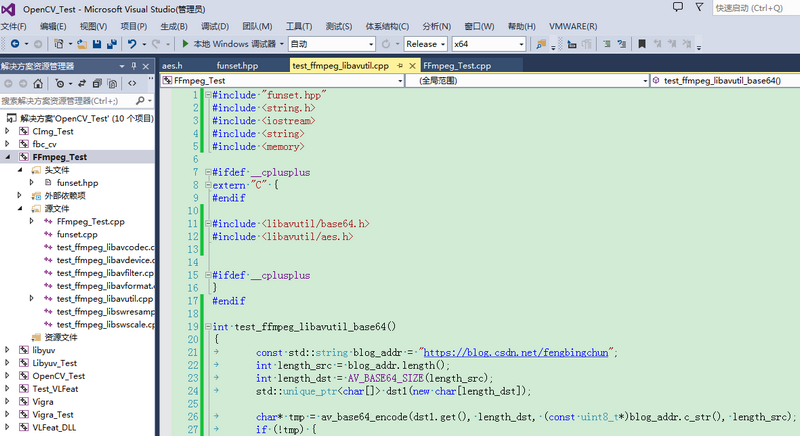 OpenCV_Test - Microsoft Visual Studio(管理员)
快速启动 (Ctrl+Q)
文件(F) 编辑(E) 视图(V) 项目(P) 生成(B) 调试(D) 团队(M) 工具(T) 测试(S) 体系结构(C) 分析(N) 窗口(W) 帮助(H) VMWARE(R)
本地 Windows 调试器 自动 Release x64
解决方案资源管理器
aes.h funset.hpp test_ffmpeg_libavutil.cpp FFmpeg_Test.cpp
FFmpeg_Test (全局范围) test_ffmpeg_libavutil_base64()
搜索解决方案资源管理器(Ctrl+;)
解决方案'OpenCV_Test' (10 个项目)
CImg_Test
fbc_cv
FFmpeg_Test
头文件
funset.hpp
外部依赖项
源文件
FFmpeg_Test.cpp
funset.cpp
test_ffmpeg_libavcodec.c
test_ffmpeg_libavdevice.c
test_ffmpeg_libavfilter.cp
test_ffmpeg_libavformat.c
test_ffmpeg_libavutil.cpp
test_ffmpeg_libswresamp
test_ffmpeg_libswscale.cp
资源文件
libyuv
Libyuv_Test
OpenCV_Test
Test_VLFeat
Vigra
Vigra_Test
VLFeat_DLL
1 #include "funset.hpp"
2 #include <string.h>
3 #include <iostream>
4 #include <string>
5 #include <memory>
6
7 #ifdef __cplusplus
8 extern "C" {
9 #endif
10
11 #include <libavutil/base64.h>
12 #include <libavutil/aes.h>
13
14
15 #ifdef __cplusplus
16 }
17 #endif
18
19 int test_ffmpeg_libavutil_base64()
20 {
21 const std::string blog_addr = "https://blog.csdn.net/fengbingchun";
22 int length_src = blog_addr.length();
23 int length_dst = AV_BASE64_SIZE(length_src);
24 std::unique_ptr<char[]> dst1(new char[length_dst]);
25
26 char* tmp = av_base64_encode(dst1.get(), length_dst, (const uint8_t*)blog_addr.c_str(), length_src);
27 if (!tmp) {